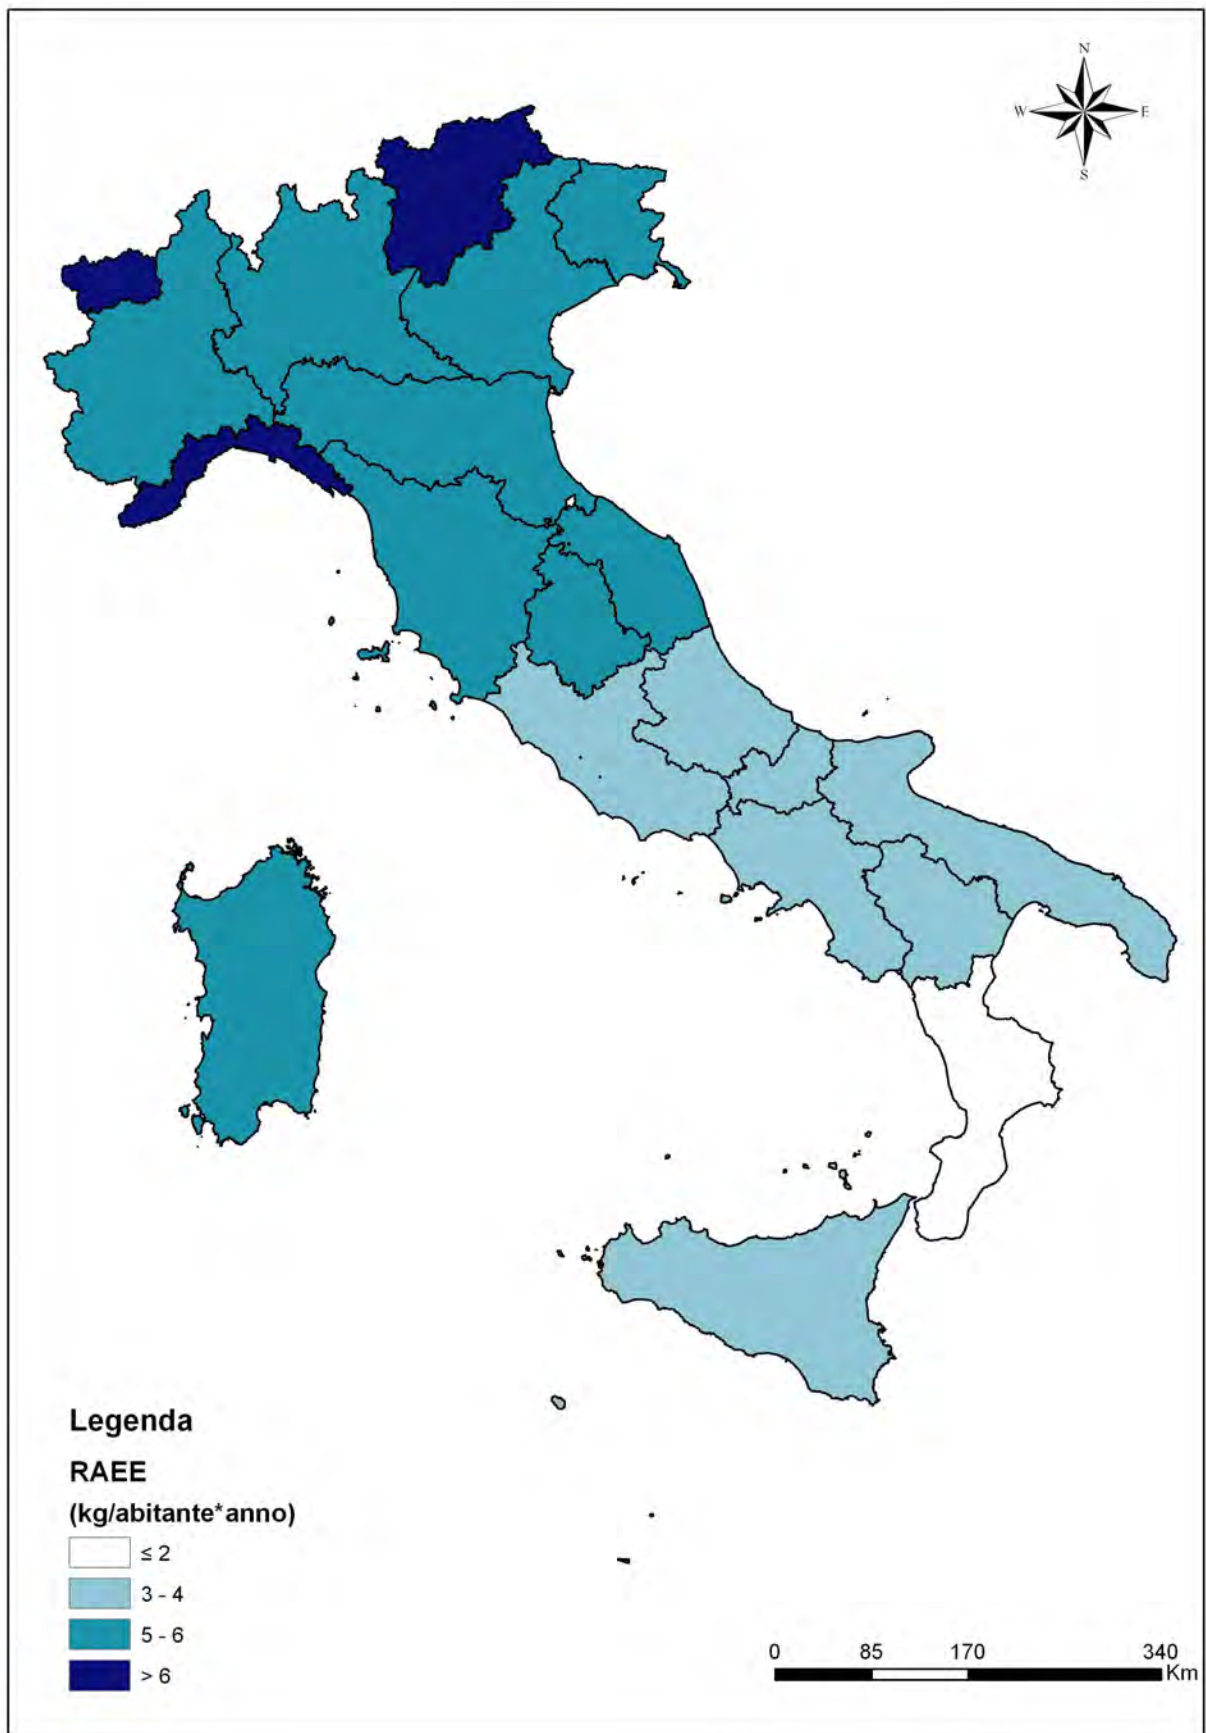 N
W E
S
Legenda
RAEE
(kg/abitante*anno)
≤ 2
3 - 4
5 - 6
> 6
0 85 170 340
Km